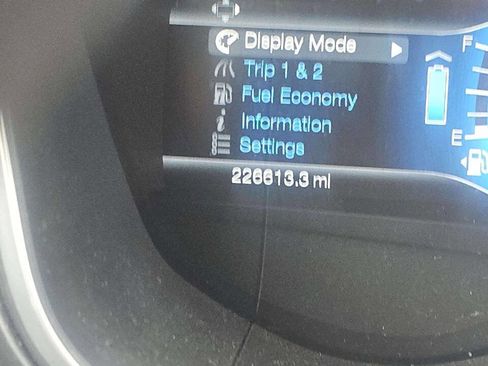 Display Mode
F
Trip 1 & 2
Fuel Economy
Information
E
Settings
226613.3 mi